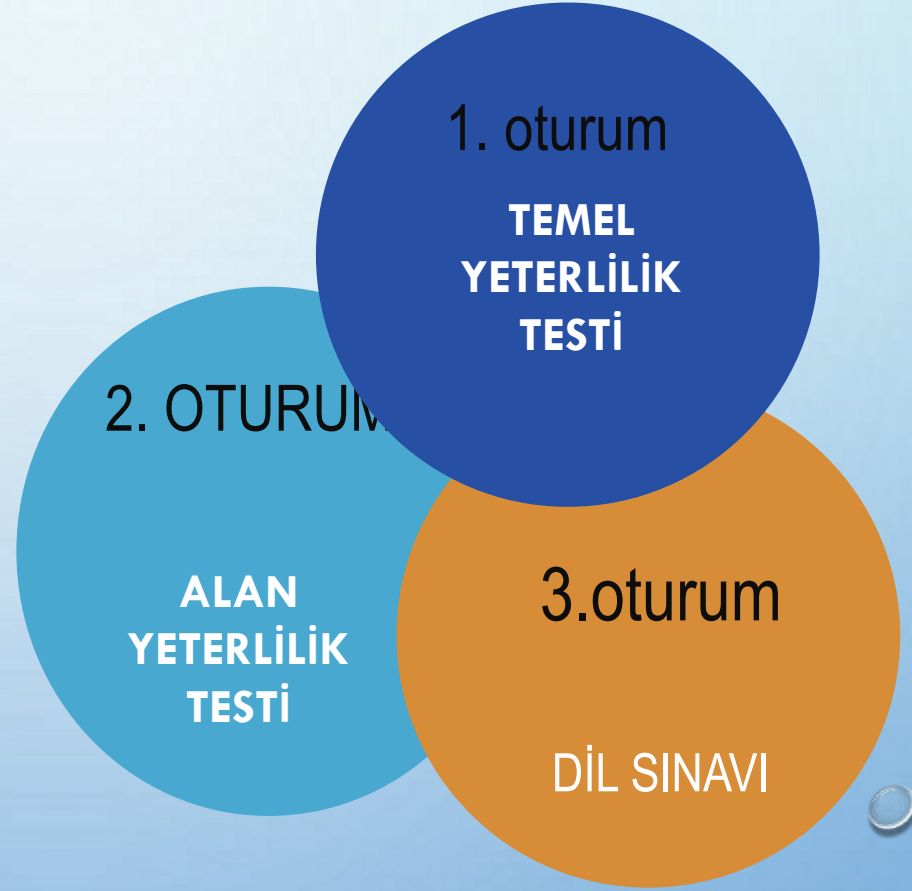 1. oturum
TEMEL
YETERLİLİK
TESTİ
2. OTURUM
ALAN
YETERLİLİK
TESTİ
3.oturum
DİL SINAVI